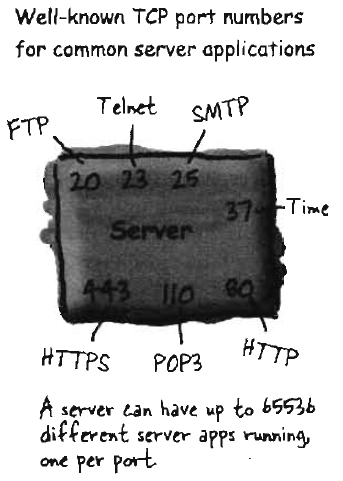 Well-known TCP port numbers
for common server applications
Telnet
SMTP
FTP
20 23 25
37
Time
Server
443 110 80
HTTPS
POP3
HTTP
A server can have up to 65536
different server apps running,
one per port